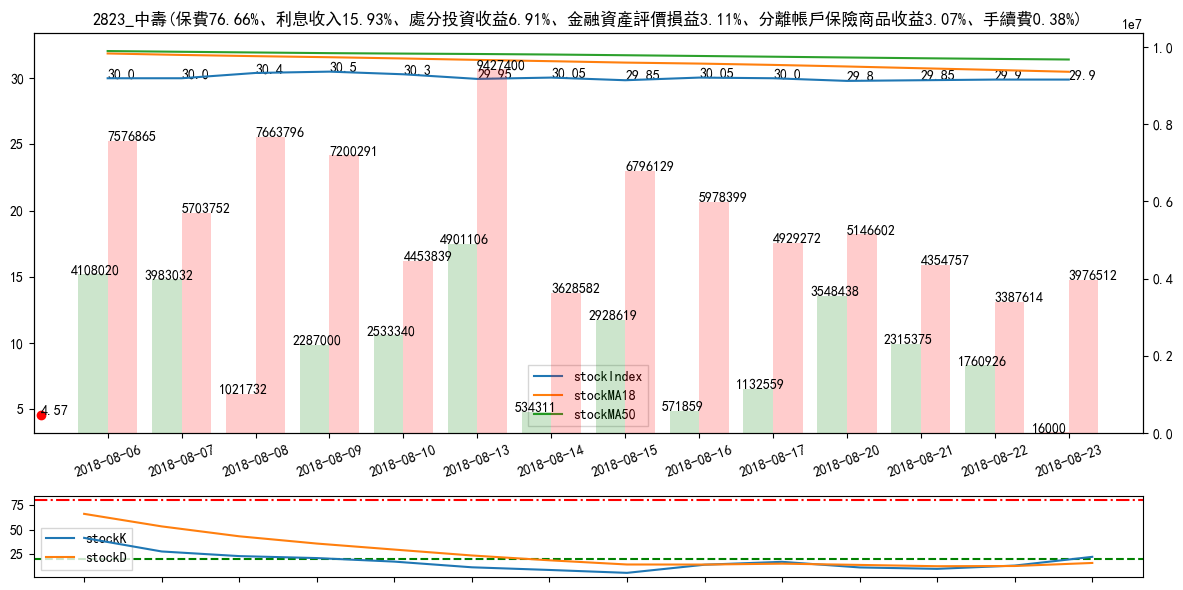 2823_中壽(保費76.66%、利息收入15.93%、處分投資收益6.91%、金融資產評價損益3.11%、分離帳戶保險商品收益3.07%、手續費0.38%)
1e7
30.0 30.0 30.4 30.5 30.3 29.95 30.05 29.85 30.05 30.0 29.8 29.85 29.9 29.9
9427400
7576865 5703752 7663796 7200291 4453839 3628582 6796129 5978399 4929272 5146602 4354757 3387614 3976512
4108020 3983032 1021732 2287000 2533340 4901106 534311 2928619 571859 1132559 3548438 2315375 1760926 16000
4.57
30
25
20
15
10
5
1.0
0.8
0.6
0.4
0.2
0.0
stockIndex
stockMA18
stockMA50
2018-08-06 2018-08-07 2018-08-08 2018-08-09 2018-08-10 2018-08-13 2018-08-14 2018-08-15 2018-08-16 2018-08-17 2018-08-20 2018-08-21 2018-08-22 2018-08-23
75
50
25
stockK
stockD